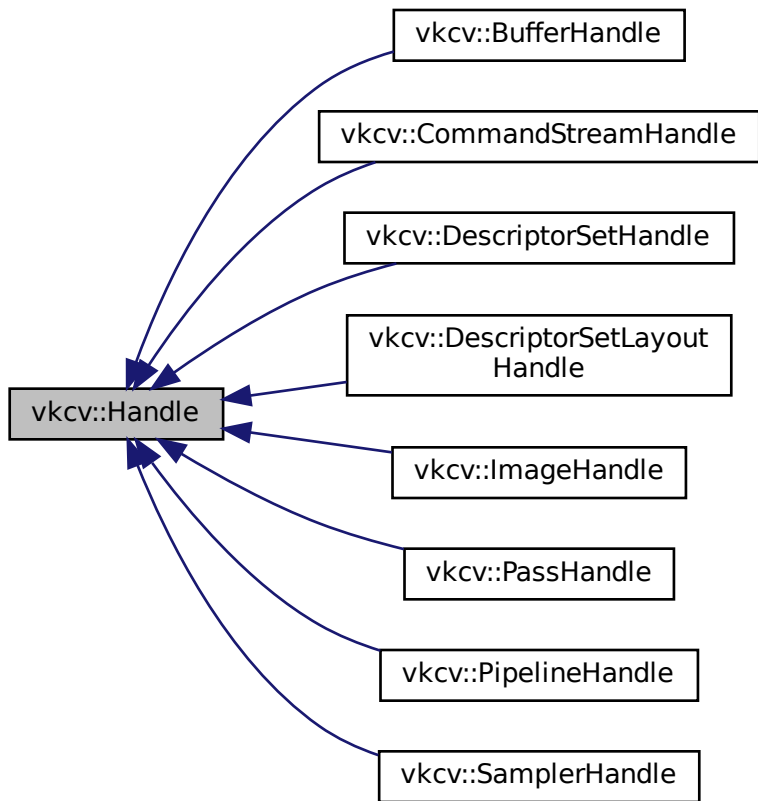 vkcv::BufferHandle
vkcv::CommandStreamHandle
vkcv::DescriptorSetHandle
vkcv::DescriptorSetLayout
Handle
vkcv::Handle
vkcv::ImageHandle
vkcv::PassHandle
vkcv::PipelineHandle
vkcv::SamplerHandle